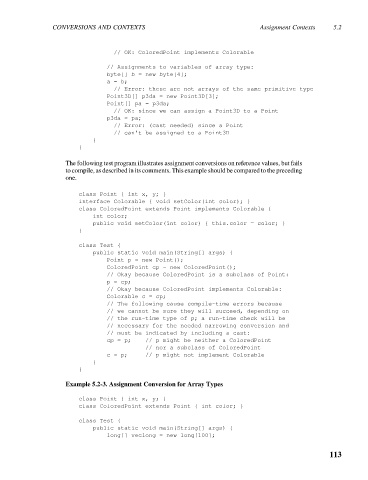 CONVERSIONS AND CONTEXTS Assignment Contexts 5.2
// OK: ColoredPoint implements Colorable
// Assignments to variables of array type:
byte[] b = new byte[4];
a = b;
// Error: these are not arrays of the same primitive type
Point3D[] p3da = new Point3D[3];
Point[] pa = p3da;
// OK: since we can assign a Point3D to a Point
p3da = pa;
// Error: (cast needed) since a Point
// can't be assigned to a Point3D
}
}
The following test program illustrates assignment conversions on reference values, but fails
to compile, as described in its comments. This example should be compared to the preceding
one.
class Point { int x, y; }
interface Colorable { void setColor(int color); }
class ColoredPoint extends Point implements Colorable {
int color;
public void setColor(int color) { this.color = color; }
}
class Test {
public static void main(String[] args) {
Point p = new Point();
ColoredPoint cp = new ColoredPoint();
// Okay because ColoredPoint is a subclass of Point:
p = cp;
// Okay because ColoredPoint implements Colorable:
Colorable c = cp;
// The following cause compile-time errors because
// we cannot be sure they will succeed, depending on
// the run-time type of p; a run-time check will be
// necessary for the needed narrowing conversion and
// must be indicated by including a cast:
cp = p; // p might be neither a ColoredPoint
// nor a subclass of ColoredPoint
c = p; // p might not implement Colorable
}
}
Example 5.2-3. Assignment Conversion for Array Types
class Point { int x, y; }
class ColoredPoint extends Point { int color; }
class Test {
public static void main(String[] args) {
long[] veclong = new long[100];
113